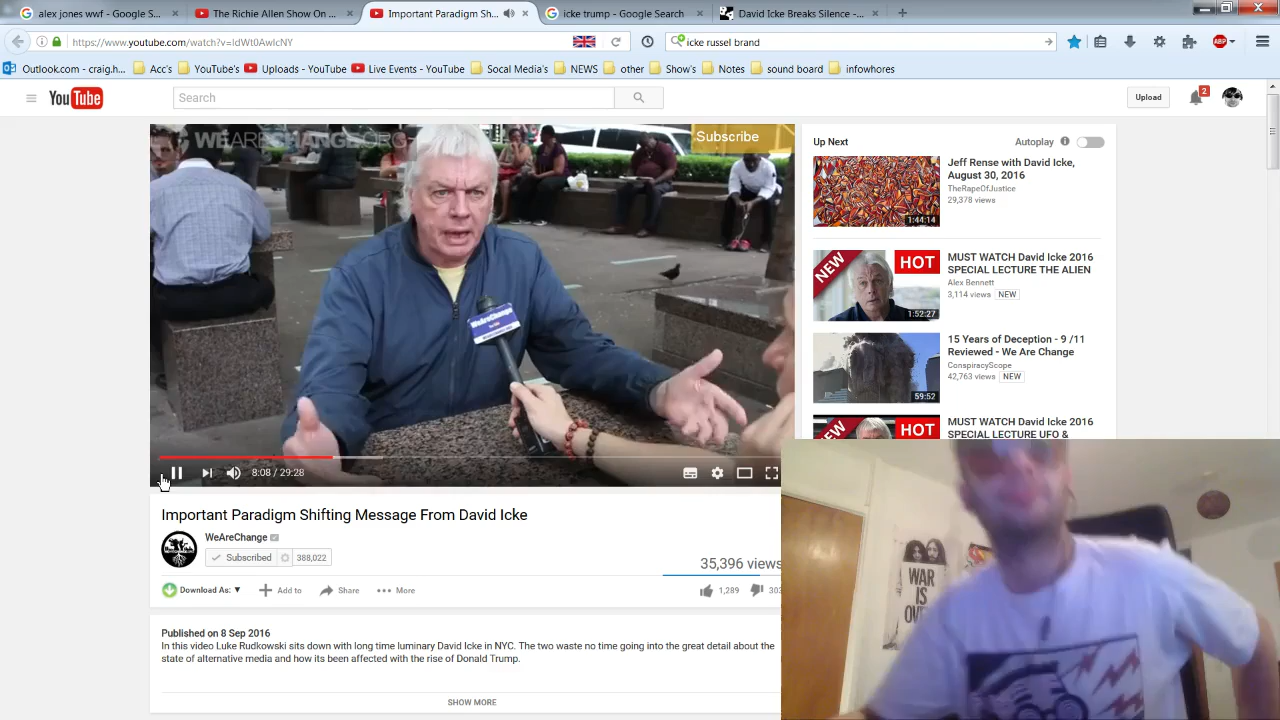 alex jones wwf - Google S...
The Richie Allen Show on D...
Important Paradigm Sh...
icke trump - Google Search
David Icke Breaks Silence -...
https://www.youtube.com/watch?v=idWt0AwlcNY
icke russel brand
ABP
Outlook.com - craig.h...
Acc's
YouTube's
Uploads - YouTube
Live Events - YouTube
Social Media's
NEWS
other
Show's
Notes
sound board
infowhores
YouTube
Search
Upload
2
WEARECHANGE.ORG
Subscribe
WeAreChange
8:08 / 29:28
Up Next
Autoplay
Jeff Rense with David Icke,
August 30, 2016
TheRapeOfJustice
29,378 views
1:44:14
NEW
HOT
MUST WATCH David Icke 2016
SPECIAL LECTURE THE ALIEN
Alex Bennett
3,114 views NEW
1:52:27
15 Years of Deception - 9 /11
Reviewed - We Are Change
ConspiracyScope
42,763 views NEW
59:52
NEW
HOT
MUST WATCH David Icke 2016
SPECIAL LECTURE UFO &
Important Paradigm Shifting Message From David Icke
WeAreChange
Subscribed 388,022
35,396 views
Download As:
Add to
Share
More
1,289
303
Published on 8 Sep 2016
In this video Luke Rudkowski sits down with long time luminary David Icke in NYC. The two waste no time going into the great detail about the
state of alternative media and how its been affected with the rise of Donald Trump.
SHOW MORE
WAR
IS
OVER